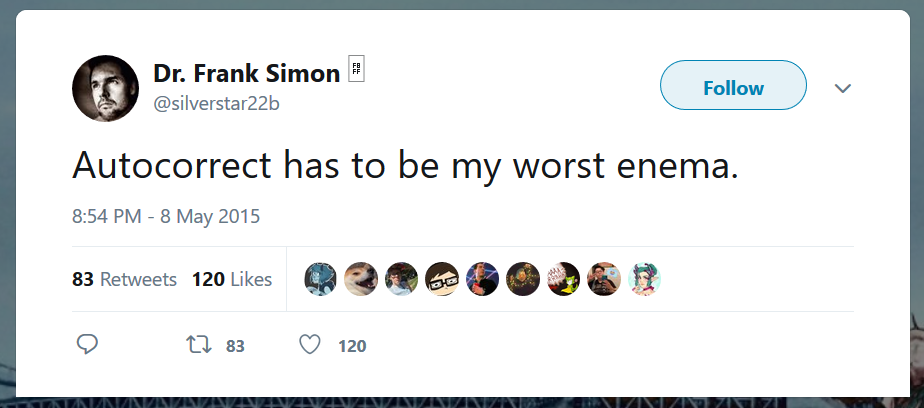 Dr. Frank Simon
@silverstar22b
Follow
Autocorrect has to be my worst enema.
8:54 PM - 8 May 2015
83 Retweets 120 Likes
83 120